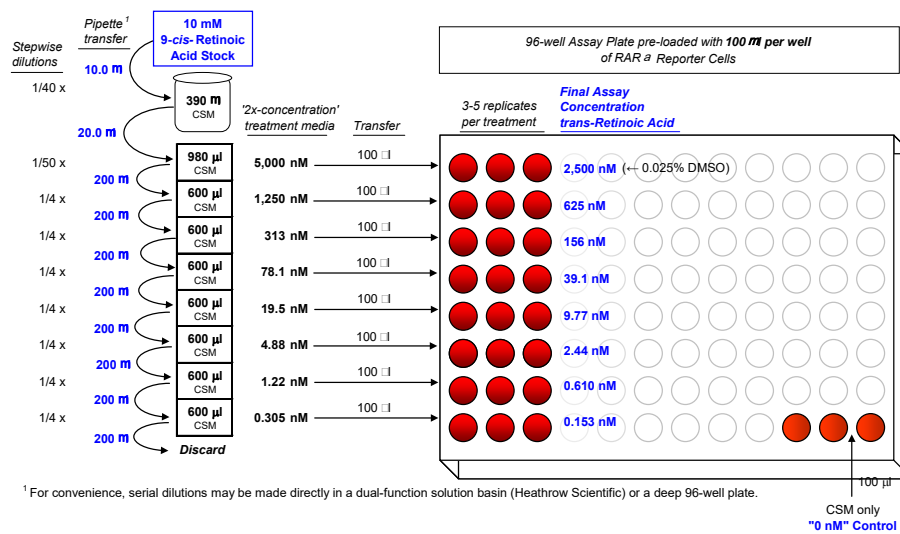 Stepwise
dilutions
Pipette 1
transfer
10 mM
9-cis- Retinoic
Acid Stock
96-well Assay Plate pre-loaded with 100 ml per well
of RAR a Reporter Cells
1/40 x
10.0 m
390 m
CSM
20.0 m
'2x-concentration'
treatment media
Transfer
3-5 replicates
per treatment
Final Assay
Concentration
trans-Retinoic Acid
1/50 x
980 µl
CSM
5,000 nM
100 □l
2,500 nM (← 0.025% DMSO)
200 m
1/4 x
600 µl
CSM
1,250 nM
100 □l
625 nM
200 m
1/4 x
600 µl
CSM
313 nM
100 □l
156 nM
200 m
1/4 x
600 µl
CSM
78.1 nM
100 □l
39.1 nM
200 m
1/4 x
600 µl
CSM
19.5 nM
100 □l
9.77 nM
200 m
1/4 x
600 µl
CSM
4.88 nM
100 □l
2.44 nM
200 m
1/4 x
600 µl
CSM
1.22 nM
100 □l
0.610 nM
200 m
1/4 x
600 µl
CSM
0.305 nM
100 □l
0.153 nM
200 m
Discard
100 µl
1 For convenience, serial dilutions may be made directly in a dual-function solution basin (Heathrow Scientific) or a deep 96-well plate.
CSM only
"0 nM" Control